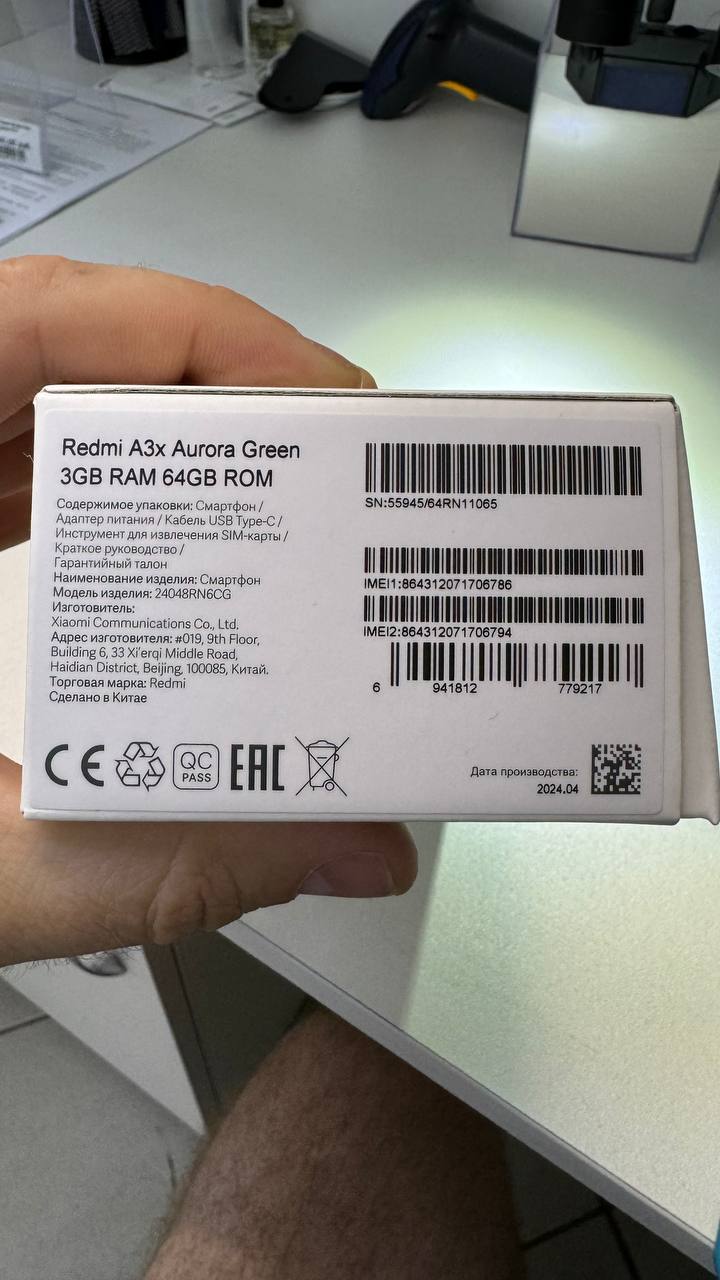 Redmi A3x Aurora Green
3GB RAM 64GB ROM
Содержимое упаковки: Смартфон /
Адаптер питания / Кабель USB Type-C /
Инструмент для извлечения SIM-карты /
Краткое руководство /
Гарантийный талон
Наименование изделия: Смартфон
Модель изделия: 24048RN6CG
Изготовитель:
Xiaomi Communications Co., Ltd.
Адрес изготовителя: #019, 9th Floor,
Building 6, 33 Xi'erqi Middle Road,
Haidian District, Beijing, 100085, Китай.
Торговая марка: Redmi
Сделано в Китае
SN:55945/64RN11065
IMEI1:864312071706786
IMEI2:864312071706794
6 941812 779217
CE
QC
PASS
EAC
Дата производства:
2024.04